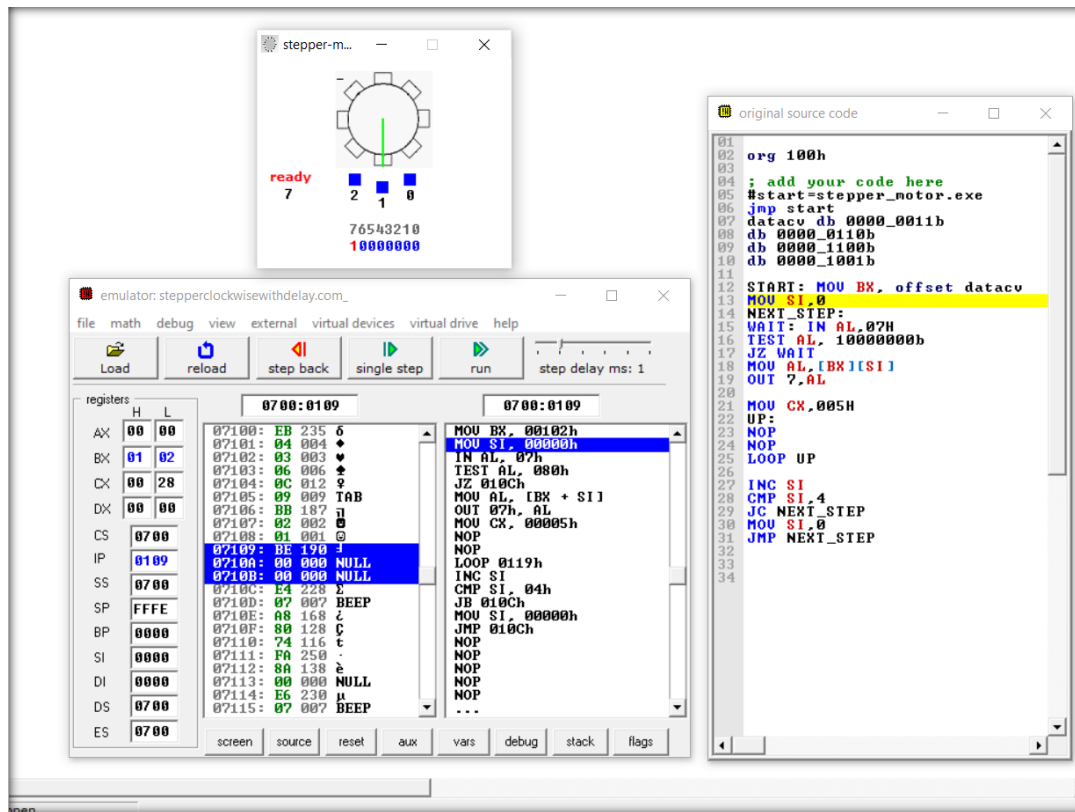 stepper-m...
ready
7
2
1
0
76543210
10000000
emulator: stepperclockwisewithdelay.com_
file math debug view external virtual devices virtual drive help
Load reload step back single step run step delay ms: 1
registers
H L
AX 00 00
BX 01 02
CX 00 28
DX 00 00
CS 0700
IP 0109
SS 0700
SP FFFE
BP 0000
SI 0000
DI 0000
DS 0700
ES 0700
0700:0109
07100: EB 235 δ
07101: 04 004 ♦
07102: 03 003 ♥
07103: 06 006 ♠
07104: 0C 012 ♀
07105: 09 009 TAB
07106: BB 187 ╗
07107: 02 002 ☻
07108: 01 001 ☺
07109: BE 190 ╛
0710A: 00 000 NULL
0710B: 00 000 NULL
0710C: E4 228 Σ
0710D: 07 007 BEEP
0710E: A8 168 ¿
0710F: 80 128 Ç
07110: 74 116 t
07111: FA 250 ·
07112: 8A 138 è
07113: 00 000 NULL
07114: E6 230 µ
07115: 07 007 BEEP
0700:0109
MOV BX, 00102h
MOV SI, 00000h
IN AL, 07h
TEST AL, 080h
JZ 010Ch
MOV AL, [BX + SI]
OUT 07h, AL
MOV CX, 00005h
NOP
NOP
LOOP 0119h
INC SI
CMP SI, 04h
JB 010Ch
MOV SI, 00000h
JMP 010Ch
NOP
NOP
NOP
NOP
NOP
...
screen source reset aux vars debug stack flags
original source code
01
02 org 100h
03
04 ; add your code here
05 #start=stepper_motor.exe
06 jmp start
07 datacv db 0000_0011b
08 db 0000_0110b
09 db 0000_1100b
10 db 0000_1001b
11
12 START: MOV BX, offset datacv
13 MOV SI,0
14 NEXT_STEP:
15 WAIT: IN AL,07H
16 TEST AL, 10000000b
17 JZ WAIT
18 MOV AL,[BX][SI]
19 OUT 7,AL
20
21 MOV CX,005H
22 UP:
23 NOP
24 NOP
25 LOOP UP
26
27 INC SI
28 CMP SI,4
29 JC NEXT_STEP
30 MOV SI,0
31 JMP NEXT_STEP
32
33
34